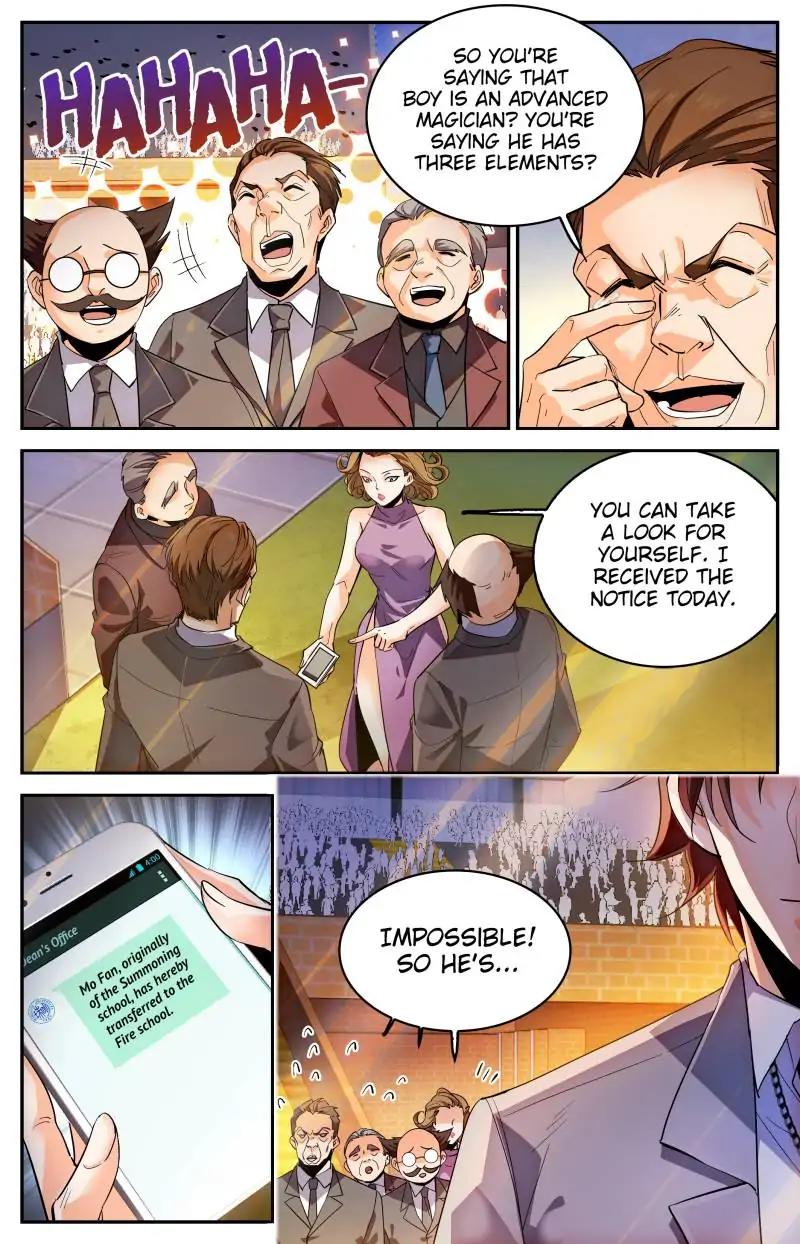 HAHAHA-
SO YOU'RE
SAYING THAT
BOY IS AN ADVANCED
MAGICIAN? YOU'RE
SAYING HE HAS
THREE ELEMENTS?
YOU CAN TAKE
A LOOK FOR
YOURSELF. I
RECEIVED THE
NOTICE TODAY.
4:00
Dean's Office
Mo Fan, originally
of the Summoning
school, has hereby
transferred to the
Fire school.
IMPOSSIBLE!
SO HE'S...